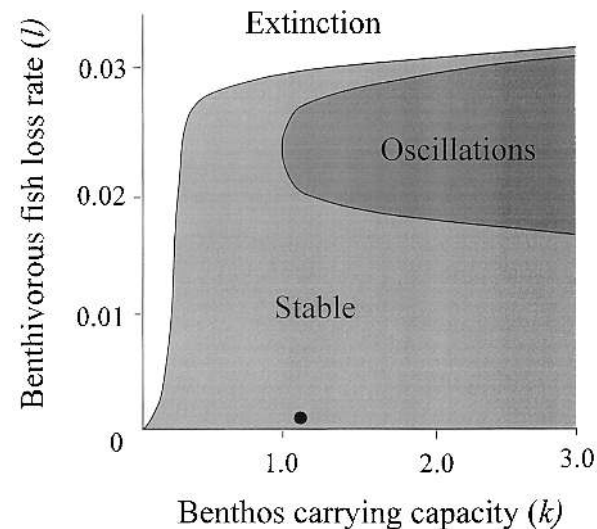 Extinction
Benthivorous fish loss rate (l)
0.03
0.02
0.01
0
Oscillations
Stable
1.0
2.0
3.0
Benthos carrying capacity (k)